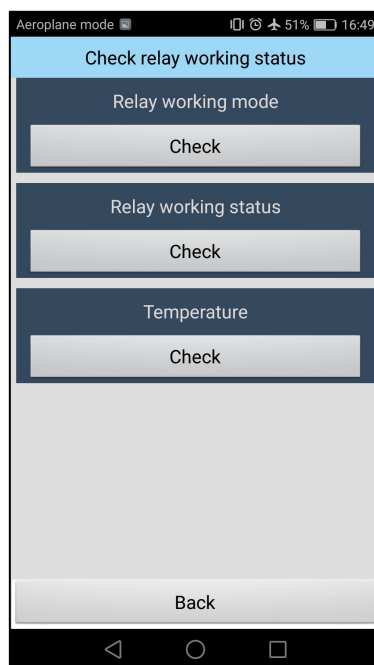 Aeroplane mode 51% 16:49
Check relay working status
Relay working mode
Check
Relay working status
Check
Temperature
Check
Back